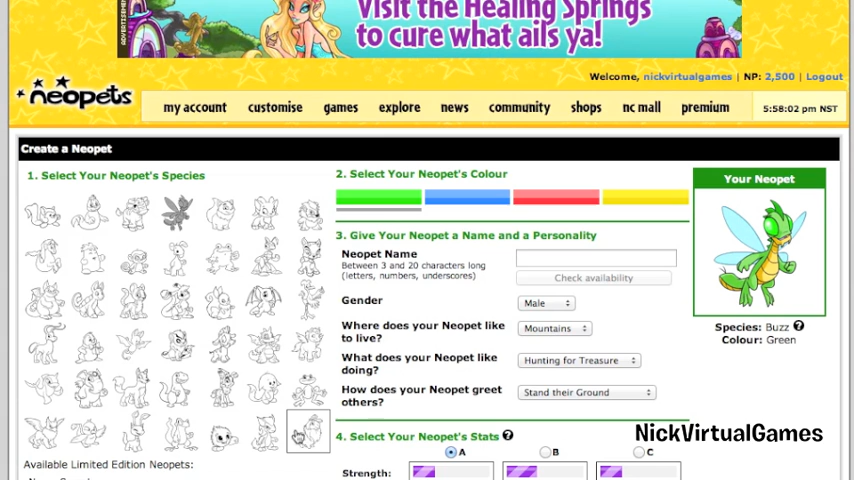 ADVERTISEMENT
Visit the Healing Springs
to cure what ails ya!
Welcome, nickvirtualgames | NP: 2,500 | Logout
neopets
my account customise games explore news community shops nc mall premium 5:58:02 pm NST
Create a Neopet
1. Select Your Neopet's Species
2. Select Your Neopet's Colour
Your Neopet
3. Give Your Neopet a Name and a Personality
Neopet Name
Between 3 and 20 characters long
(letters, numbers, underscores)
Check availability
Gender Male
Where does your Neopet like
to live?
Mountains
What does your Neopet like
doing?
Hunting for Treasure
How does your Neopet greet
others?
Stand their Ground
Species: Buzz ?
Colour: Green
4. Select Your Neopet's Stats ?
NickVirtualGames
A B C
Strength:
Available Limited Edition Neopets: